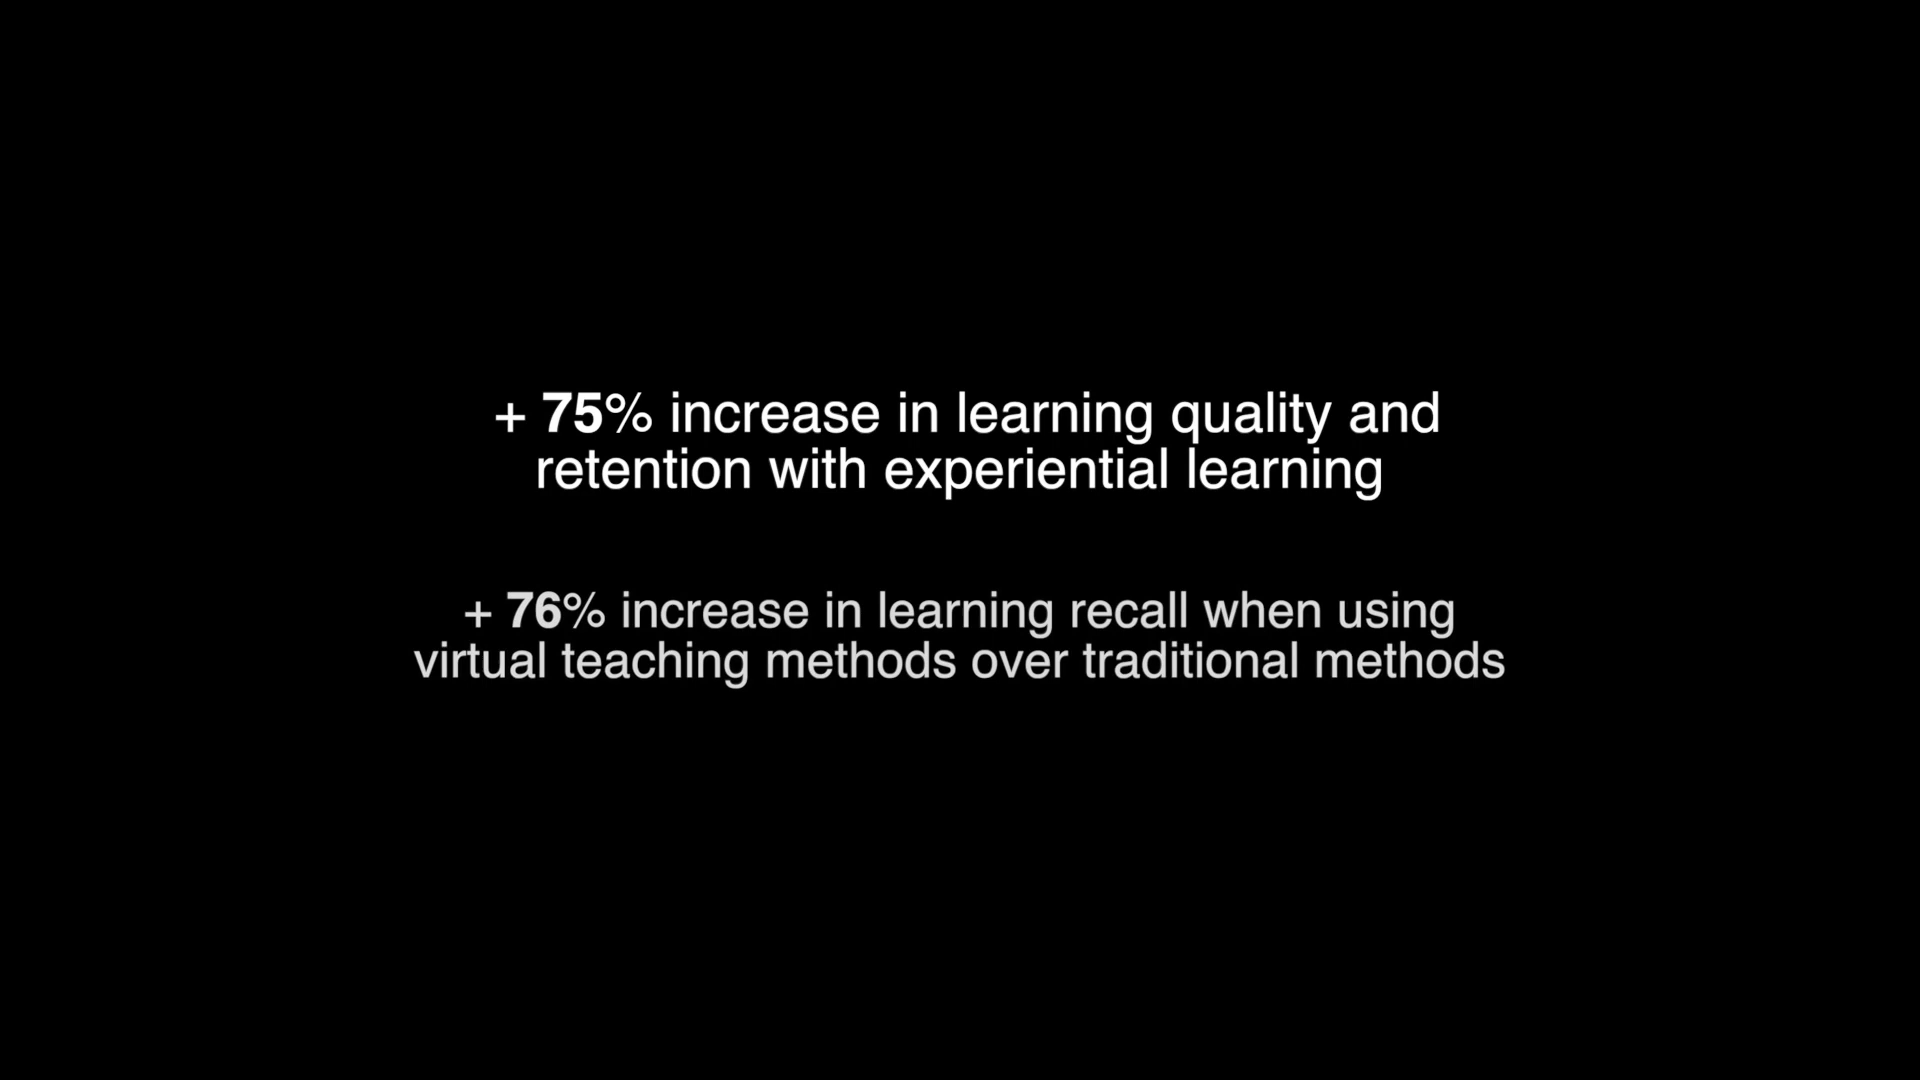 + 75% increase in learning quality and
retention with experiential learning
+ 76% increase in learning recall when using
virtual teaching methods over traditional methods